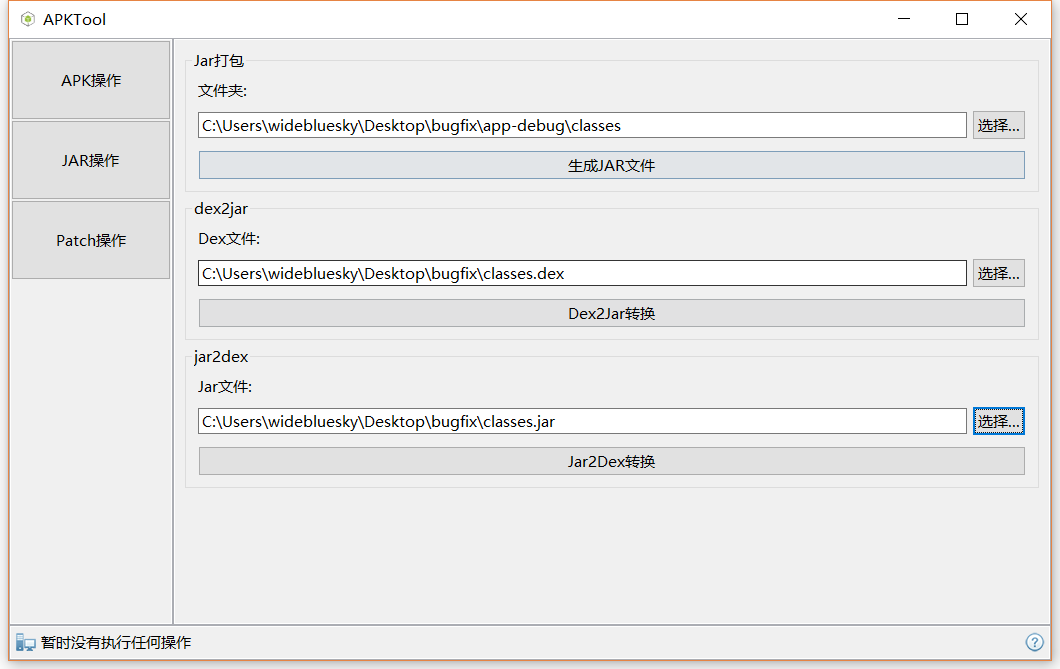 APKTool
APK操作
JAR操作
Patch操作
Jar打包
文件夹:
C:\Users\widebluesky\Desktop\bugfix\app-debug\classes
选择...
生成JAR文件
dex2jar
Dex文件:
C:\Users\widebluesky\Desktop\bugfix\classes.dex
选择...
Dex2Jar转换
jar2dex
Jar文件:
C:\Users\widebluesky\Desktop\bugfix\classes.jar
选择...
Jar2Dex转换
暂时没有执行任何操作
?